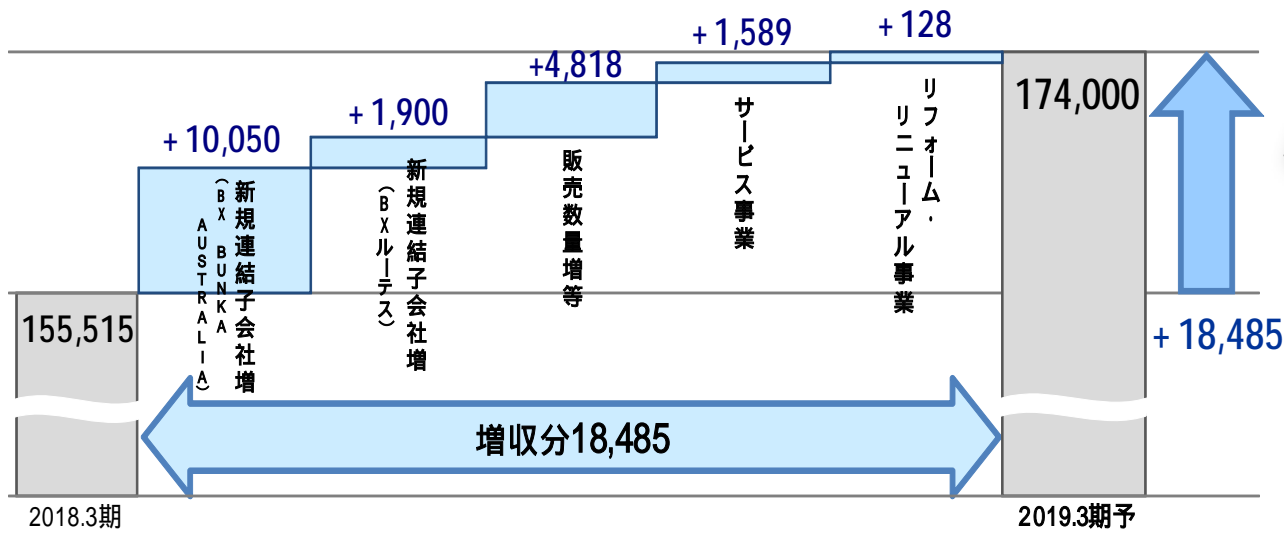 + 128
+ 1,589
+4,818
+ 1,900
+ 10,050
174,000
新規連結子会社増
(BX BUNKA
AUSTRALIA)
新規連結子会社増
(BXルーテス)
販売数量増等
サービス事業
リフォーム・
リニューアル事業
155,515
+ 18,485
増収分18,485
2018.3期
2019.3期予